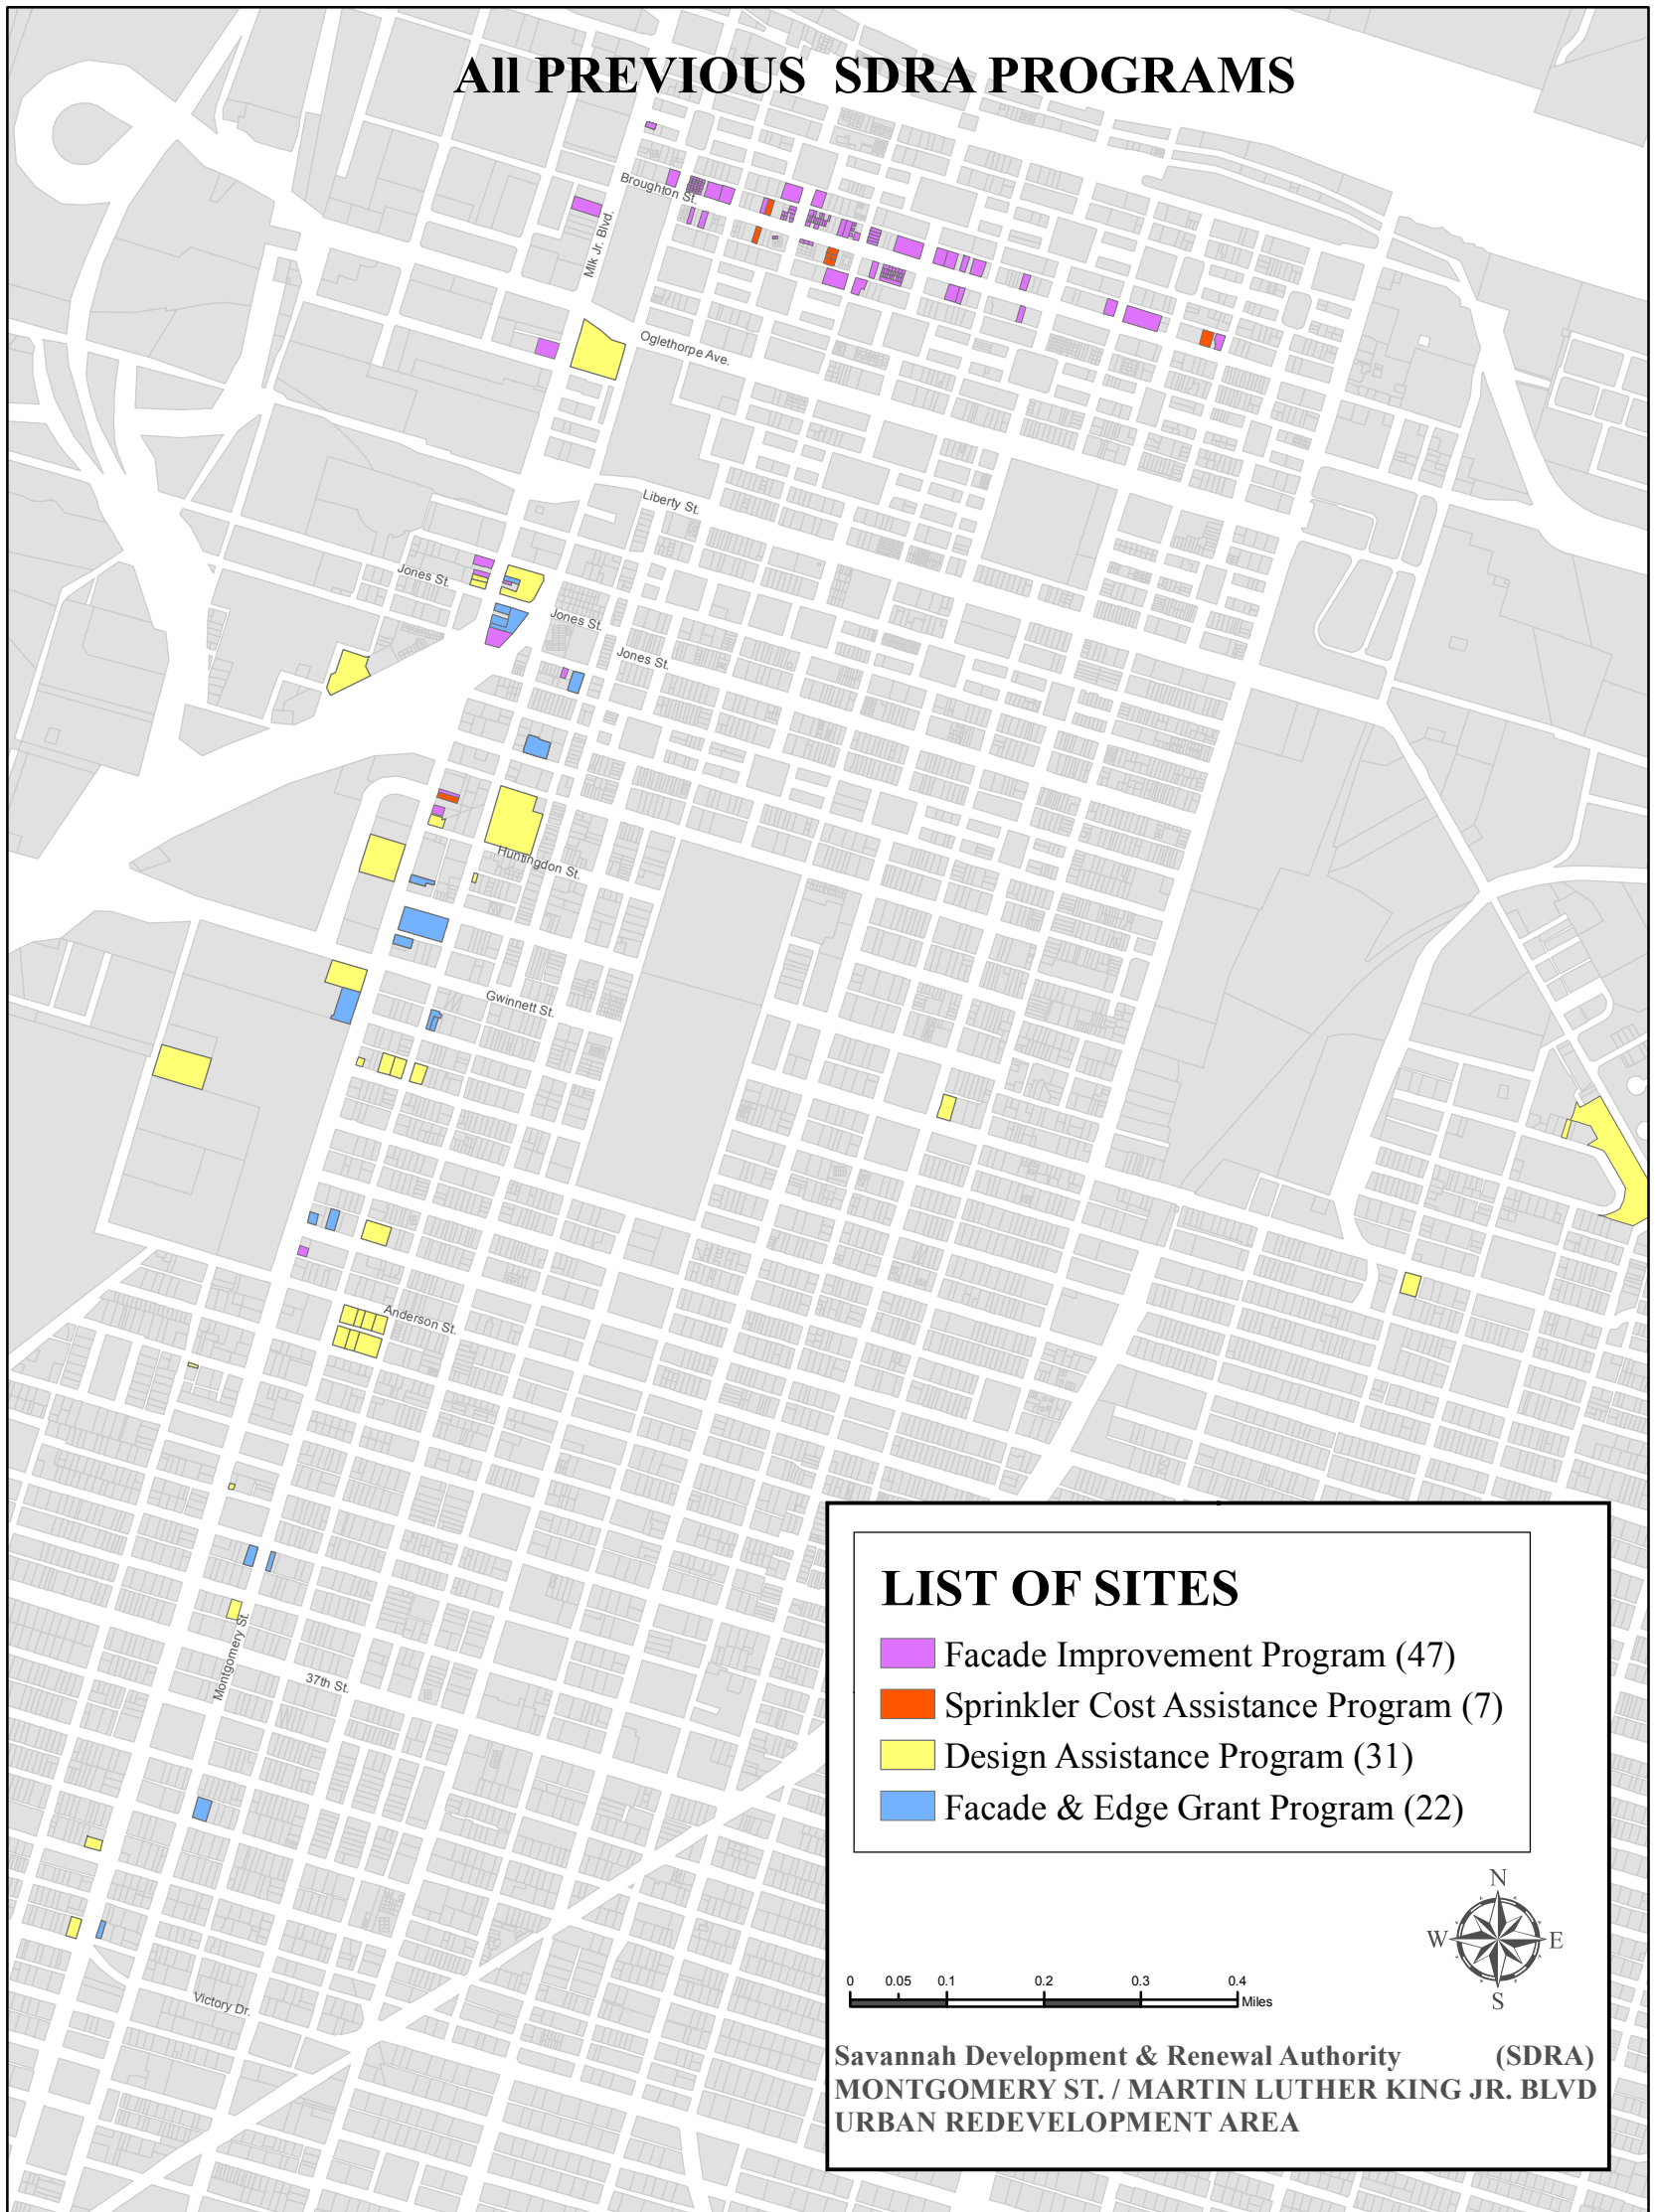 All PREVIOUS SDRA PROGRAMS
Broughton St.
Mlk Jr. Blvd.
Oglethorpe Ave.
Liberty St.
Jones St.
Jones St.
Jones St.
Huntingdon St.
Gwinnett St.
Anderson St.
Montgomery St.
37th St.
Victory Dr.
LIST OF SITES
Facade Improvement Program (47)
Sprinkler Cost Assistance Program (7)
Design Assistance Program (31)
Facade & Edge Grant Program (22)
N
W E
S
0 0.05 0.1 0.2 0.3 0.4
Miles
Savannah Development & Renewal Authority (SDRA)
MONTGOMERY ST. / MARTIN LUTHER KING JR. BLVD
URBAN REDEVELOPMENT AREA